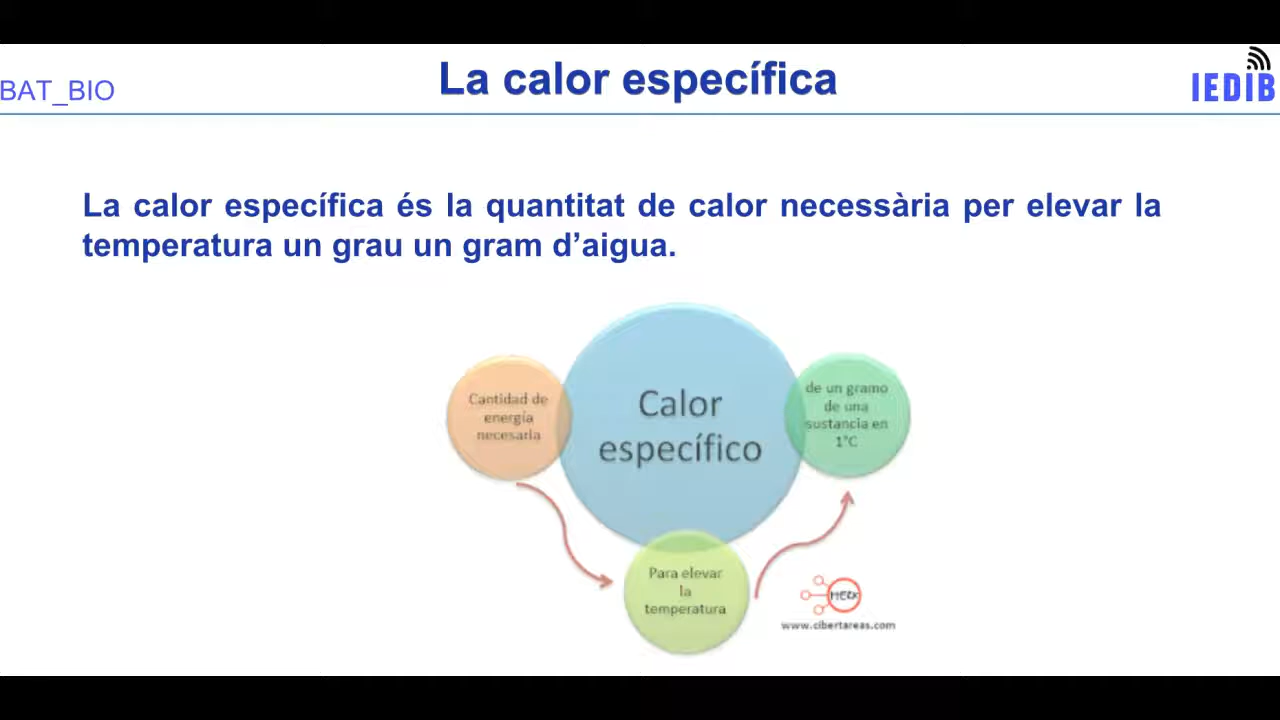 BAT_BIO
La calor específica
IEDIB
La calor específica és la quantitat de calor necessària per elevar la
temperatura un grau un gram d’aigua.
Cantidad de
energía
necesaria
Calor
específico
de un gramo
de una
sustancia en
1°C
Para elevar
la
temperatura
www.cibertareas.com